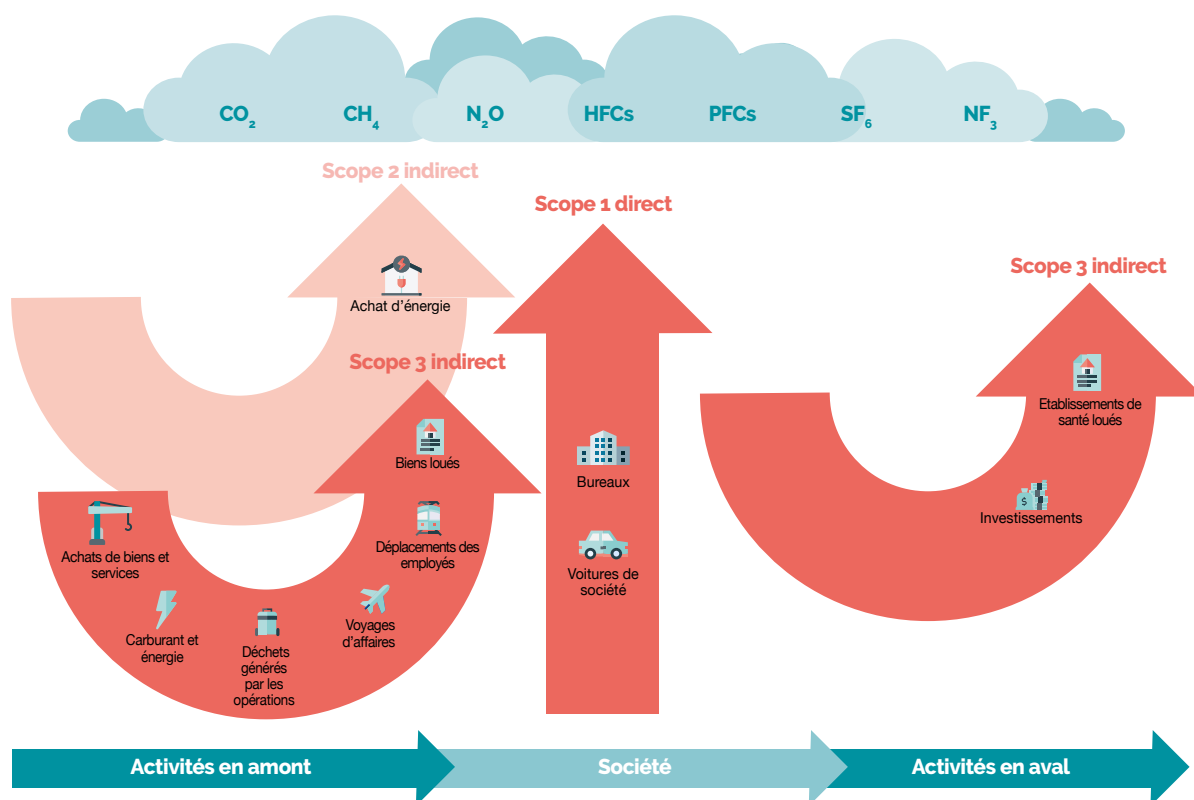 CO₂
CH₄
N₂O
HFCs
PFCs
SF₆
NF₃
Scope 2 indirect
Achat d'énergie
Scope 3 indirect
Biens loués
Déplacements des
employés
Voyages
d'affaires
Déchets
générés
par les
opérations
Carburant et
énergie
Achats de biens et
services
Scope 1 direct
Bureaux
Voitures de
société
Scope 3 indirect
Etablissements de
santé loués
$
Investissements
Activités en amont
Société
Activités en aval